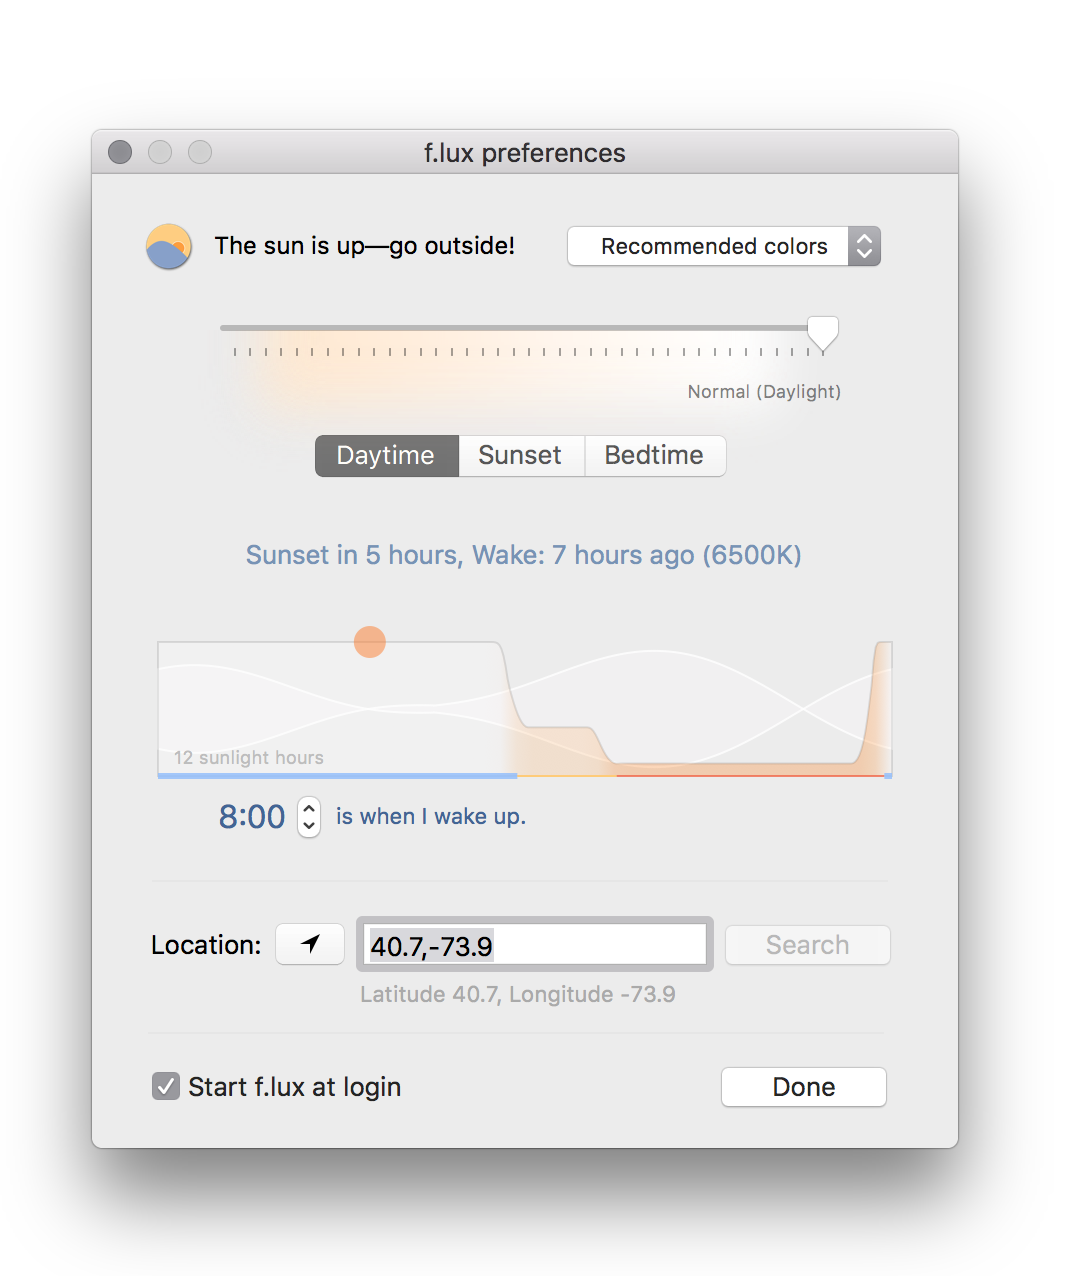 f.lux preferences
The sun is up—go outside!
Recommended colors
Normal (Daylight)
Daytime Sunset Bedtime
Sunset in 5 hours, Wake: 7 hours ago (6500K)
12 sunlight hours
8:00 is when I wake up.
Location: 40.7,-73.9 Search
Latitude 40.7, Longitude -73.9
Start f.lux at login Done